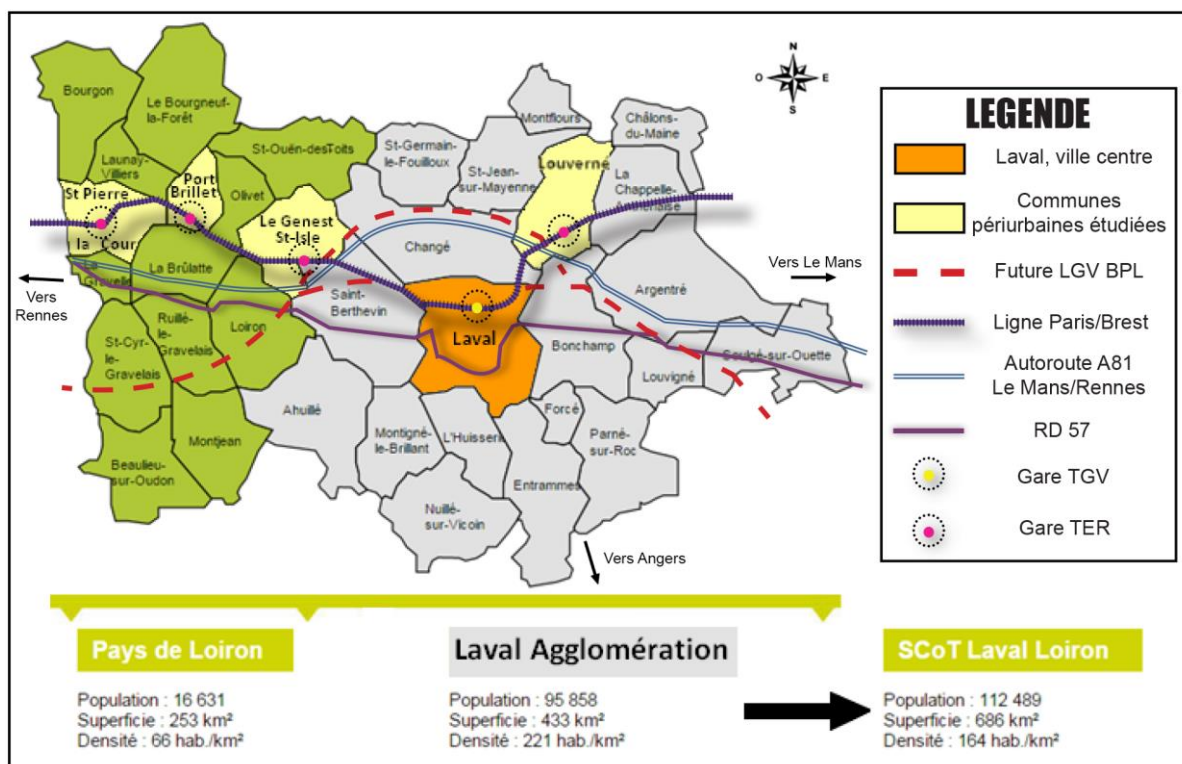 Bourgon
Le Bourgneuf-
la-Forêt
Launay-
Villiers
St-Ouën-des-Toits
St-Germain-
le-Fouilloux
St-Jean-
sur-Mayenne
Montflours
Châlons-
du-Maine
Louverné
La
Chappelle-
Anthenaise
St Pierre
la Cour
Port
Brillet
Olivet
Le Genest
St-Isle
Changé
La
Gravelle
La Brûlatte
Saint-
Berthevin
Argentré
St-Cyr-
le-
Gravelais
Ruillé-
le-
Gravelais
Loiron
Laval
Bonchamp
Louvigné
Soulgé-sur-Ouette
Ahuillé
Montigné-
le-Brillant
L'Huisserie
Forcé
Parné-
sur-Roc
Entrammes
Nuillé-
sur-Vicoin
Montjean
Beaulieu-
sur-Oudon
Vers
Rennes
Vers Le Mans
Vers Angers
N
O
E
S
LEGENDE
Laval, ville centre
Communes
périurbaines étudiées
Future LGV BPL
Ligne Paris/Brest
Autoroute A81
Le Mans/Rennes
RD 57
Gare TGV
Gare TER
Pays de Loiron
Population : 16 631
Superficie : 253 km²
Densité : 66 hab./km²
Laval Agglomération
Population : 95 858
Superficie : 433 km²
Densité : 221 hab./km²
SCoT Laval Loiron
Population : 112 489
Superficie : 686 km²
Densité : 164 hab./km²